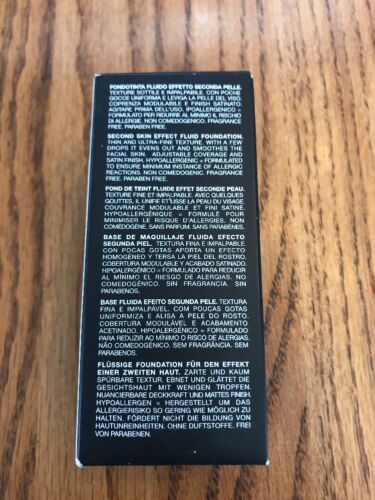 FONDOTINTA FLUIDO EFFETTO SECONDA PELLE.
TEXTURE SOTTILE E IMPALPABILE. CON POCHE
GOCCE UNIFORMA E LEVIGA LA PELLE DEL VISO.
COPRENZA MODULABILE E FINISH SATINATO.
AGITARE PRIMA DELL'USO. IPOALLERGENICO =
FORMULATO PER RIDURRE AL MINIMO IL RISCHIO
DI ALLERGIE. NON COMEDOGENICO. FRAGRANCE
FREE. PARABEN FREE.
SECOND SKIN EFFECT FLUID FOUNDATION.
THIN AND ULTRA-FINE TEXTURE. WITH A FEW
DROPS IT EVENS OUT AND SMOOTHES THE
FACIAL SKIN. ADJUSTABLE COVERAGE AND
SATIN FINISH. HYPOALLERGENIC = FORMULATED
TO ENSURE MINIMUM INSTANCE OF ALLERGIC
REACTIONS. NON COMEDOGENIC. FRAGRANCE
FREE. PARABEN FREE.
FOND DE TEINT FLUIDE EFFET SECONDE PEAU.
TEXTURE FINE ET IMPALPABLE. AVEC QUELQUES
GOUTTES, IL UNIFIE ET LISSE LA PEAU DU VISAGE.
COUVRANCE MODULABLE ET FINI SATINÉ.
HYPOALLERGÉNIQUE = FORMULÉ POUR
MINIMISER LE RISQUE D'ALLERGIES. NON
COMÉDOGÈNE. SANS PARFUM. SANS PARABÈNES.
BASE DE MAQUILLAJE FLUIDA EFECTO
SEGUNDA PIEL. TEXTURA FINA E IMPALPABLE.
CON POCAS GOTAS APORTA UN EFECTO
HOMOGÉNEO Y TERSA LA PIEL DEL ROSTRO.
COBERTURA MODULABLE Y ACABADO SATINADO.
HIPOALERGÉNICO = FORMULADO PARA REDUCIR
AL MÍNIMO EL RIESGO DE ALERGIAS. NO
COMEDOGÉNICO. SIN FRAGRANCIA. SIN
PARABENES.
BASE FLUIDA EFEITO SEGUNDA PELE. TEXTURA
FINA E IMPALPÁVEL. COM POUCAS GOTAS
UNIFORMIZA E ALISA A PELE DO ROSTO.
COBERTURA MODULÁVEL E ACABAMENTO
ACETINADO. HIPOALERGÉNICO = FORMULADO
PARA REDUZIR AO MÍNIMO O RISCO DE ALERGIAS.
NÃO COMEDOGÉNICO. SEM FRAGRÂNCIA. SEM
PARABENOS.
FLÜSSIGE FOUNDATION FÜR DEN EFFEKT
EINER ZWEITEN HAUT. ZARTE UND KAUM
SPÜRBARE TEXTUR. EBNET UND GLÄTTET DIE
GESICHTSHAUT MIT WENIGEN TROPFEN.
NUANCIERBARE DECKKRAFT UND MATTES FINISH.
HYPOALLERGEN = HERGESTELLT UM DAS
ALLERGIERISIKO SO GERING WIE MÖGLICH ZU
HALTEN. FÖRDERT NICHT DIE BILDUNG VON
HAUTUNREINHEITEN. OHNE DUFTSTOFFE. FREI
VON PARABENEN.